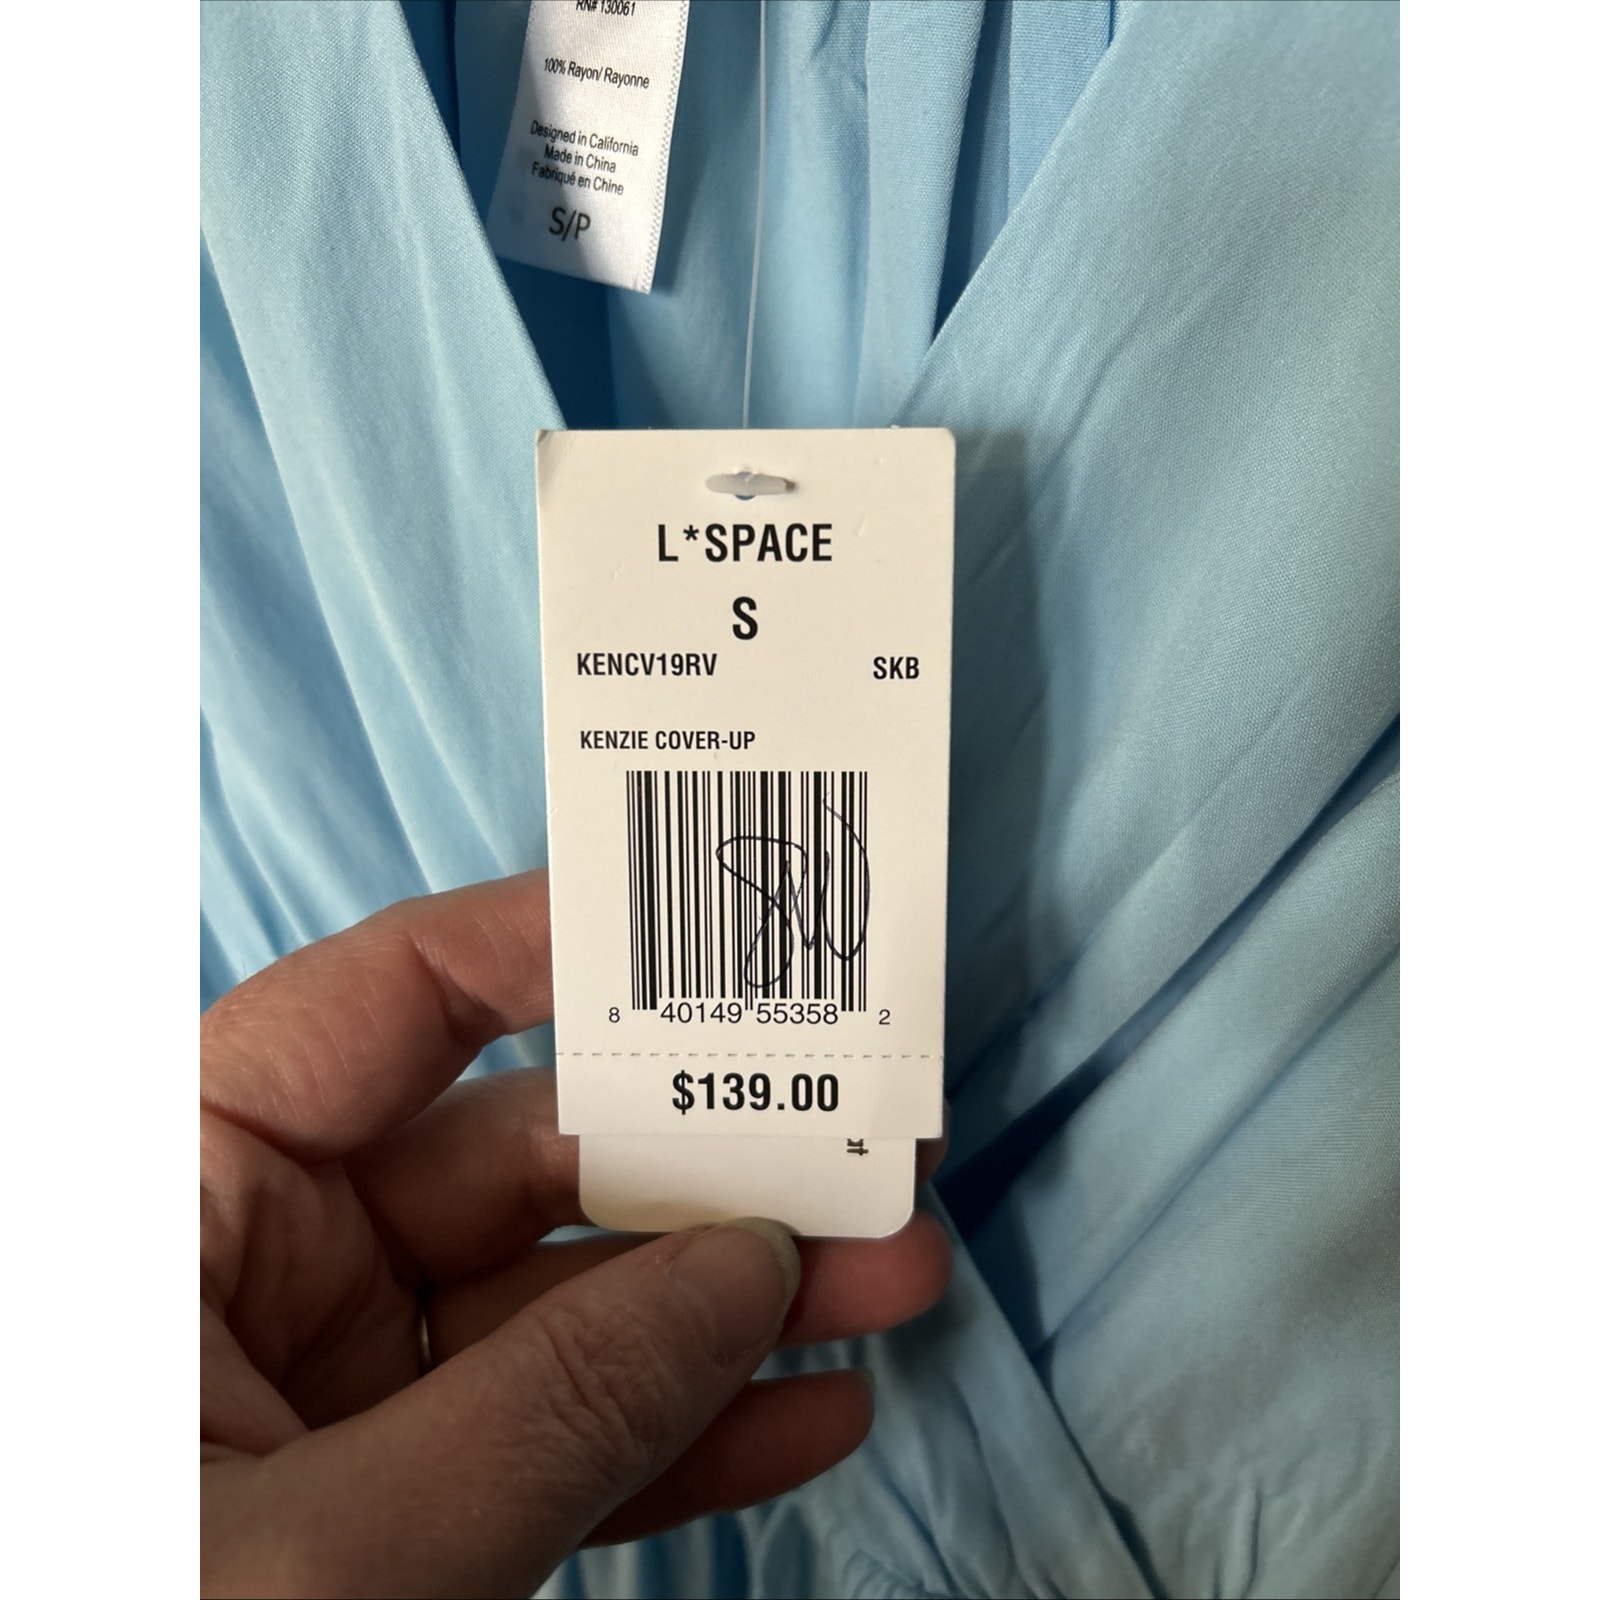 RN# 130061
100% Rayon/ Rayonne
Designed in California
Made in China
Fabriqué en Chine
S/P
L*SPACE
S
KENCV19RV SKB
KENZIE COVER-UP
8 40149 55358 2
$139.00